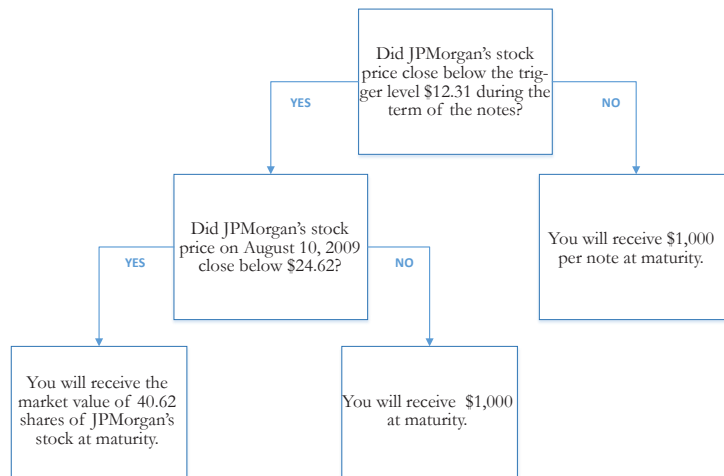 Did JPMorgan's stock
price close below the trig-
ger level $12.31 during the
term of the notes?
YES
NO
Did JPMorgan's stock
price on August 10, 2009
close below $24.62?
You will receive $1,000
per note at maturity.
YES
NO
You will receive the
market value of 40.62
shares of JPMorgan's
stock at maturity.
You will receive $1,000
at maturity.